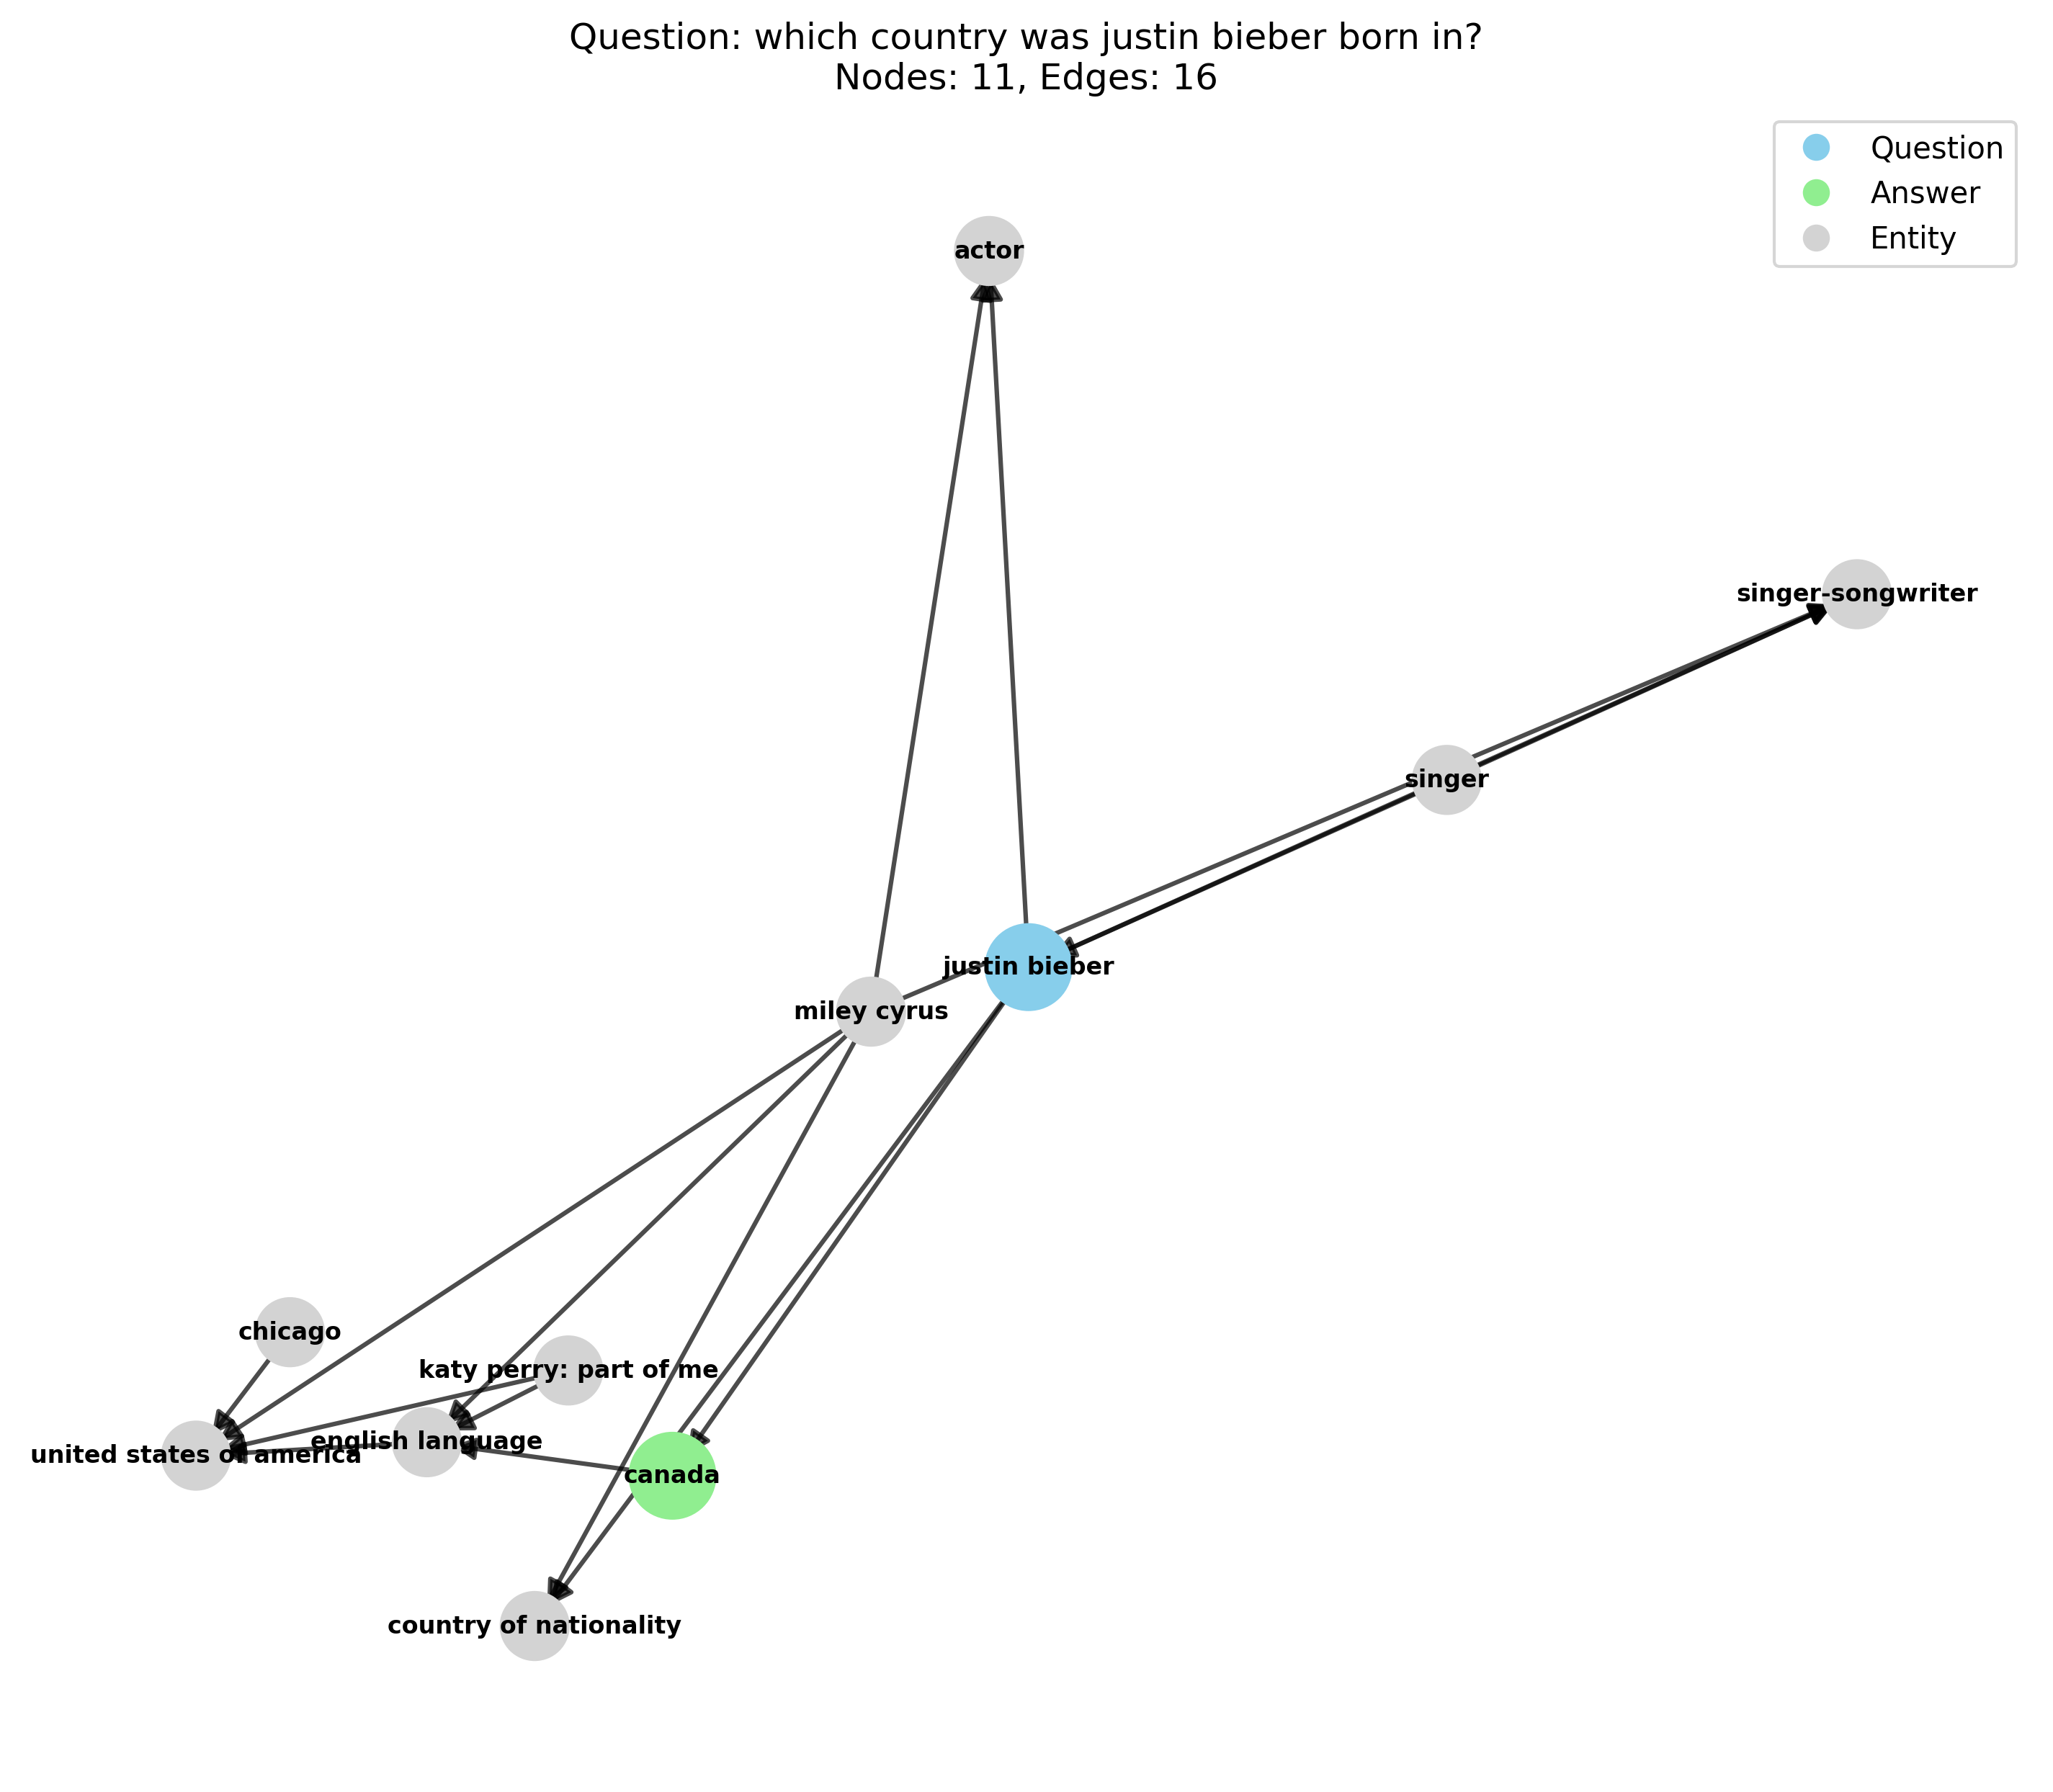 Question: which country was justin bieber born in?
Nodes: 11, Edges: 16
Question
Answer
Entity
actor
singer-songwriter
singer
justin bieber
miley cyrus
chicago
katy perry: part of me
english language
united states of america
canada
country of nationality